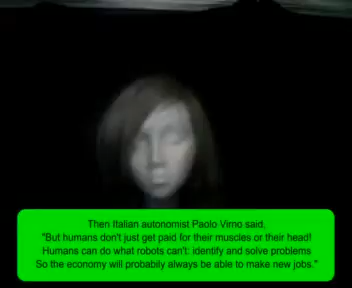 Then Italian autonomist Paolo Virno said,
"But humans don't just get paid for their muscles or their head!
Humans can do what robots can't: identify and solve problems
So the economy will probabily always be able to make new jobs."